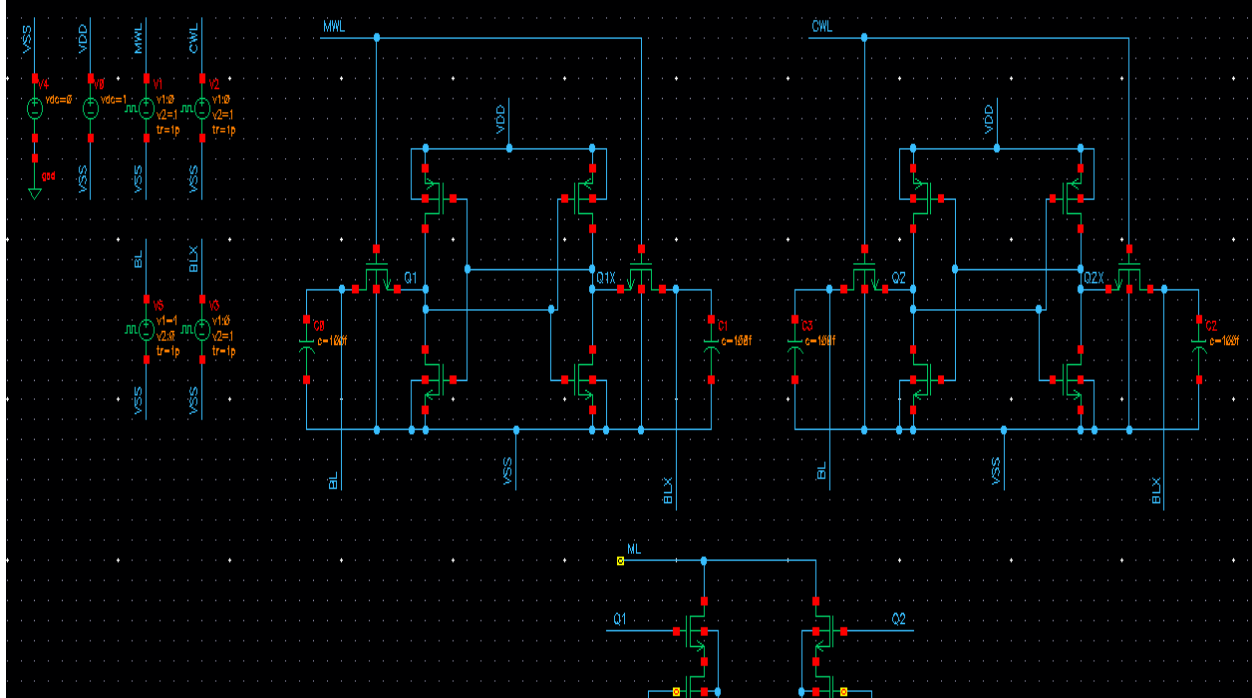 VSS
VDD
MWL
CWL
V4
vdc=0
V0
vdc=1
V1
v1:0
v2=1
tr=1p
V2
v1:0
v2=1
tr=1p
gnd
VSS
VSS
VSS
BL
BLX
V5
v1=1
v2:0
tr=1p
V3
v1:0
v2=1
tr=1p
VSS
VSS
MWL
VDD
Q1
Q1X
C0
c=100f
C1
c=100f
BL
VSS
BLX
CWL
VDD
Q2
Q2X
C3
c=100f
C2
c=100f
BL
VSS
BLX
ML
Q1
Q2